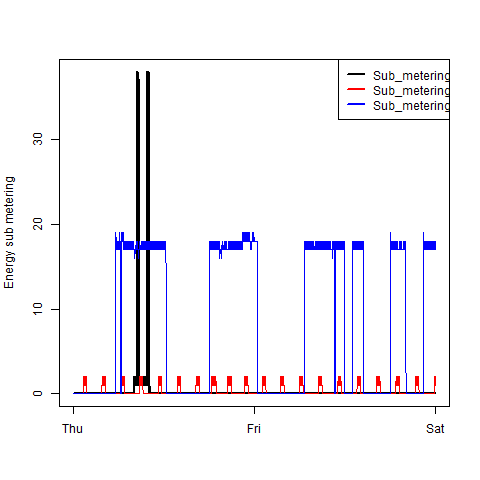 Sub_metering
Sub_metering
Sub_metering
Energy sub metering
0
10
20
30
Thu
Fri
Sat